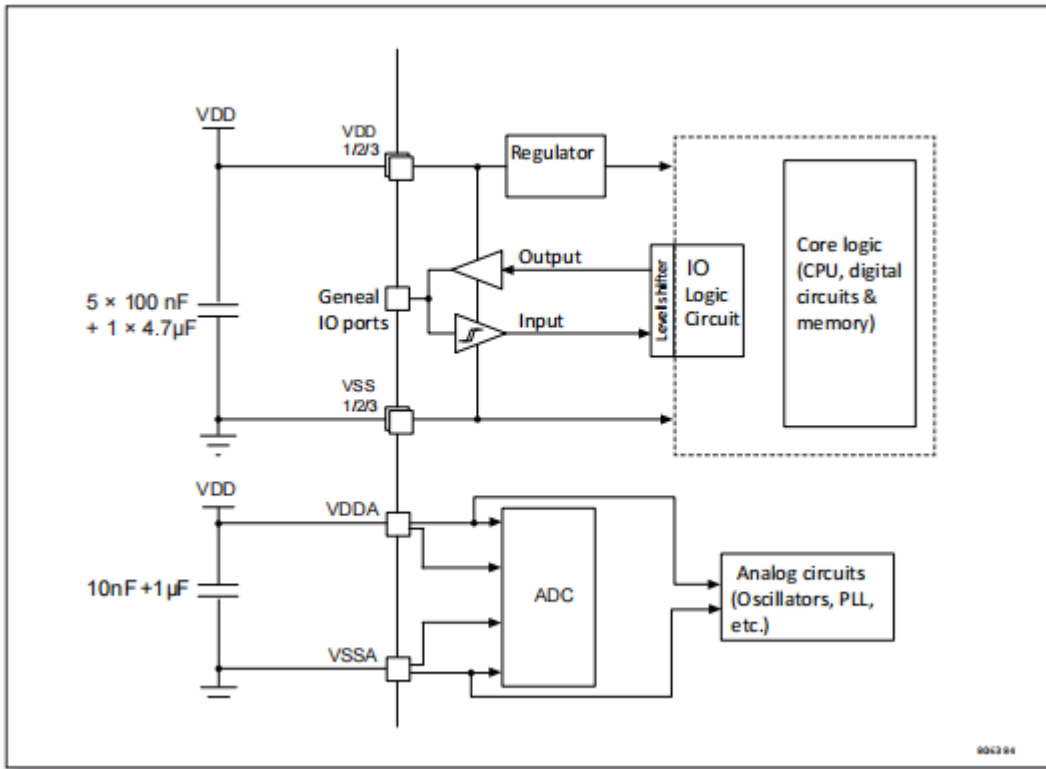 VDD
VDD
1/2/3
Regulator
Core logic
(CPU, digital
circuits &
memory)
Output
Level shifter
IO
Logic
Circuit
5 × 100 nF
+ 1 × 4.7µF
Geneal
IO ports
Input
VSS
1/2/3
VDD
VDDA
10nF+1µF
ADC
Analog circuits
(Oscillators, PLL,
etc.)
VSSA